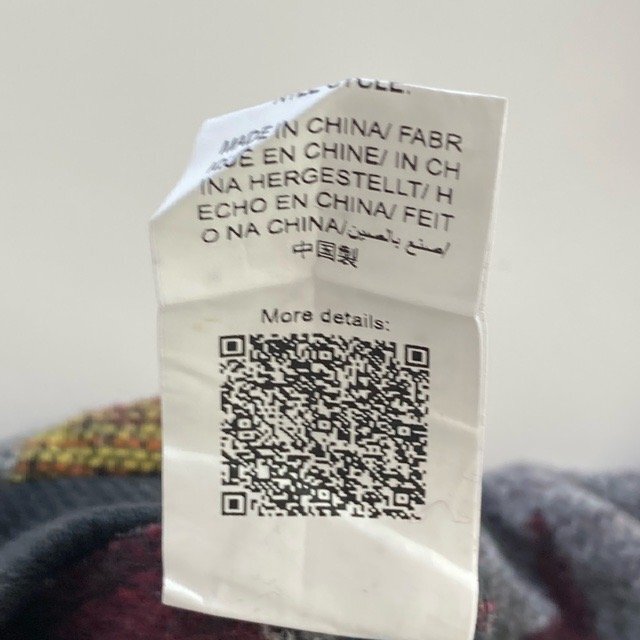 MADE IN CHINA/ FABR
IQUE EN CHINE/ IN CH
INA HERGESTELLT/ H
ECHO EN CHINA/ FEIT
O NA CHINA/صنع بالصين/
中国製
More details: